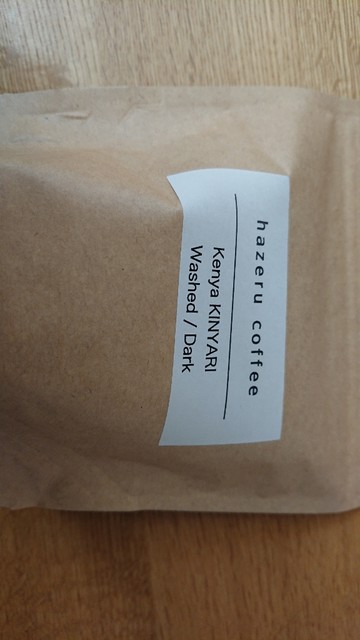 hazeru coffee
Kenya KINYARI
Washed / Dark